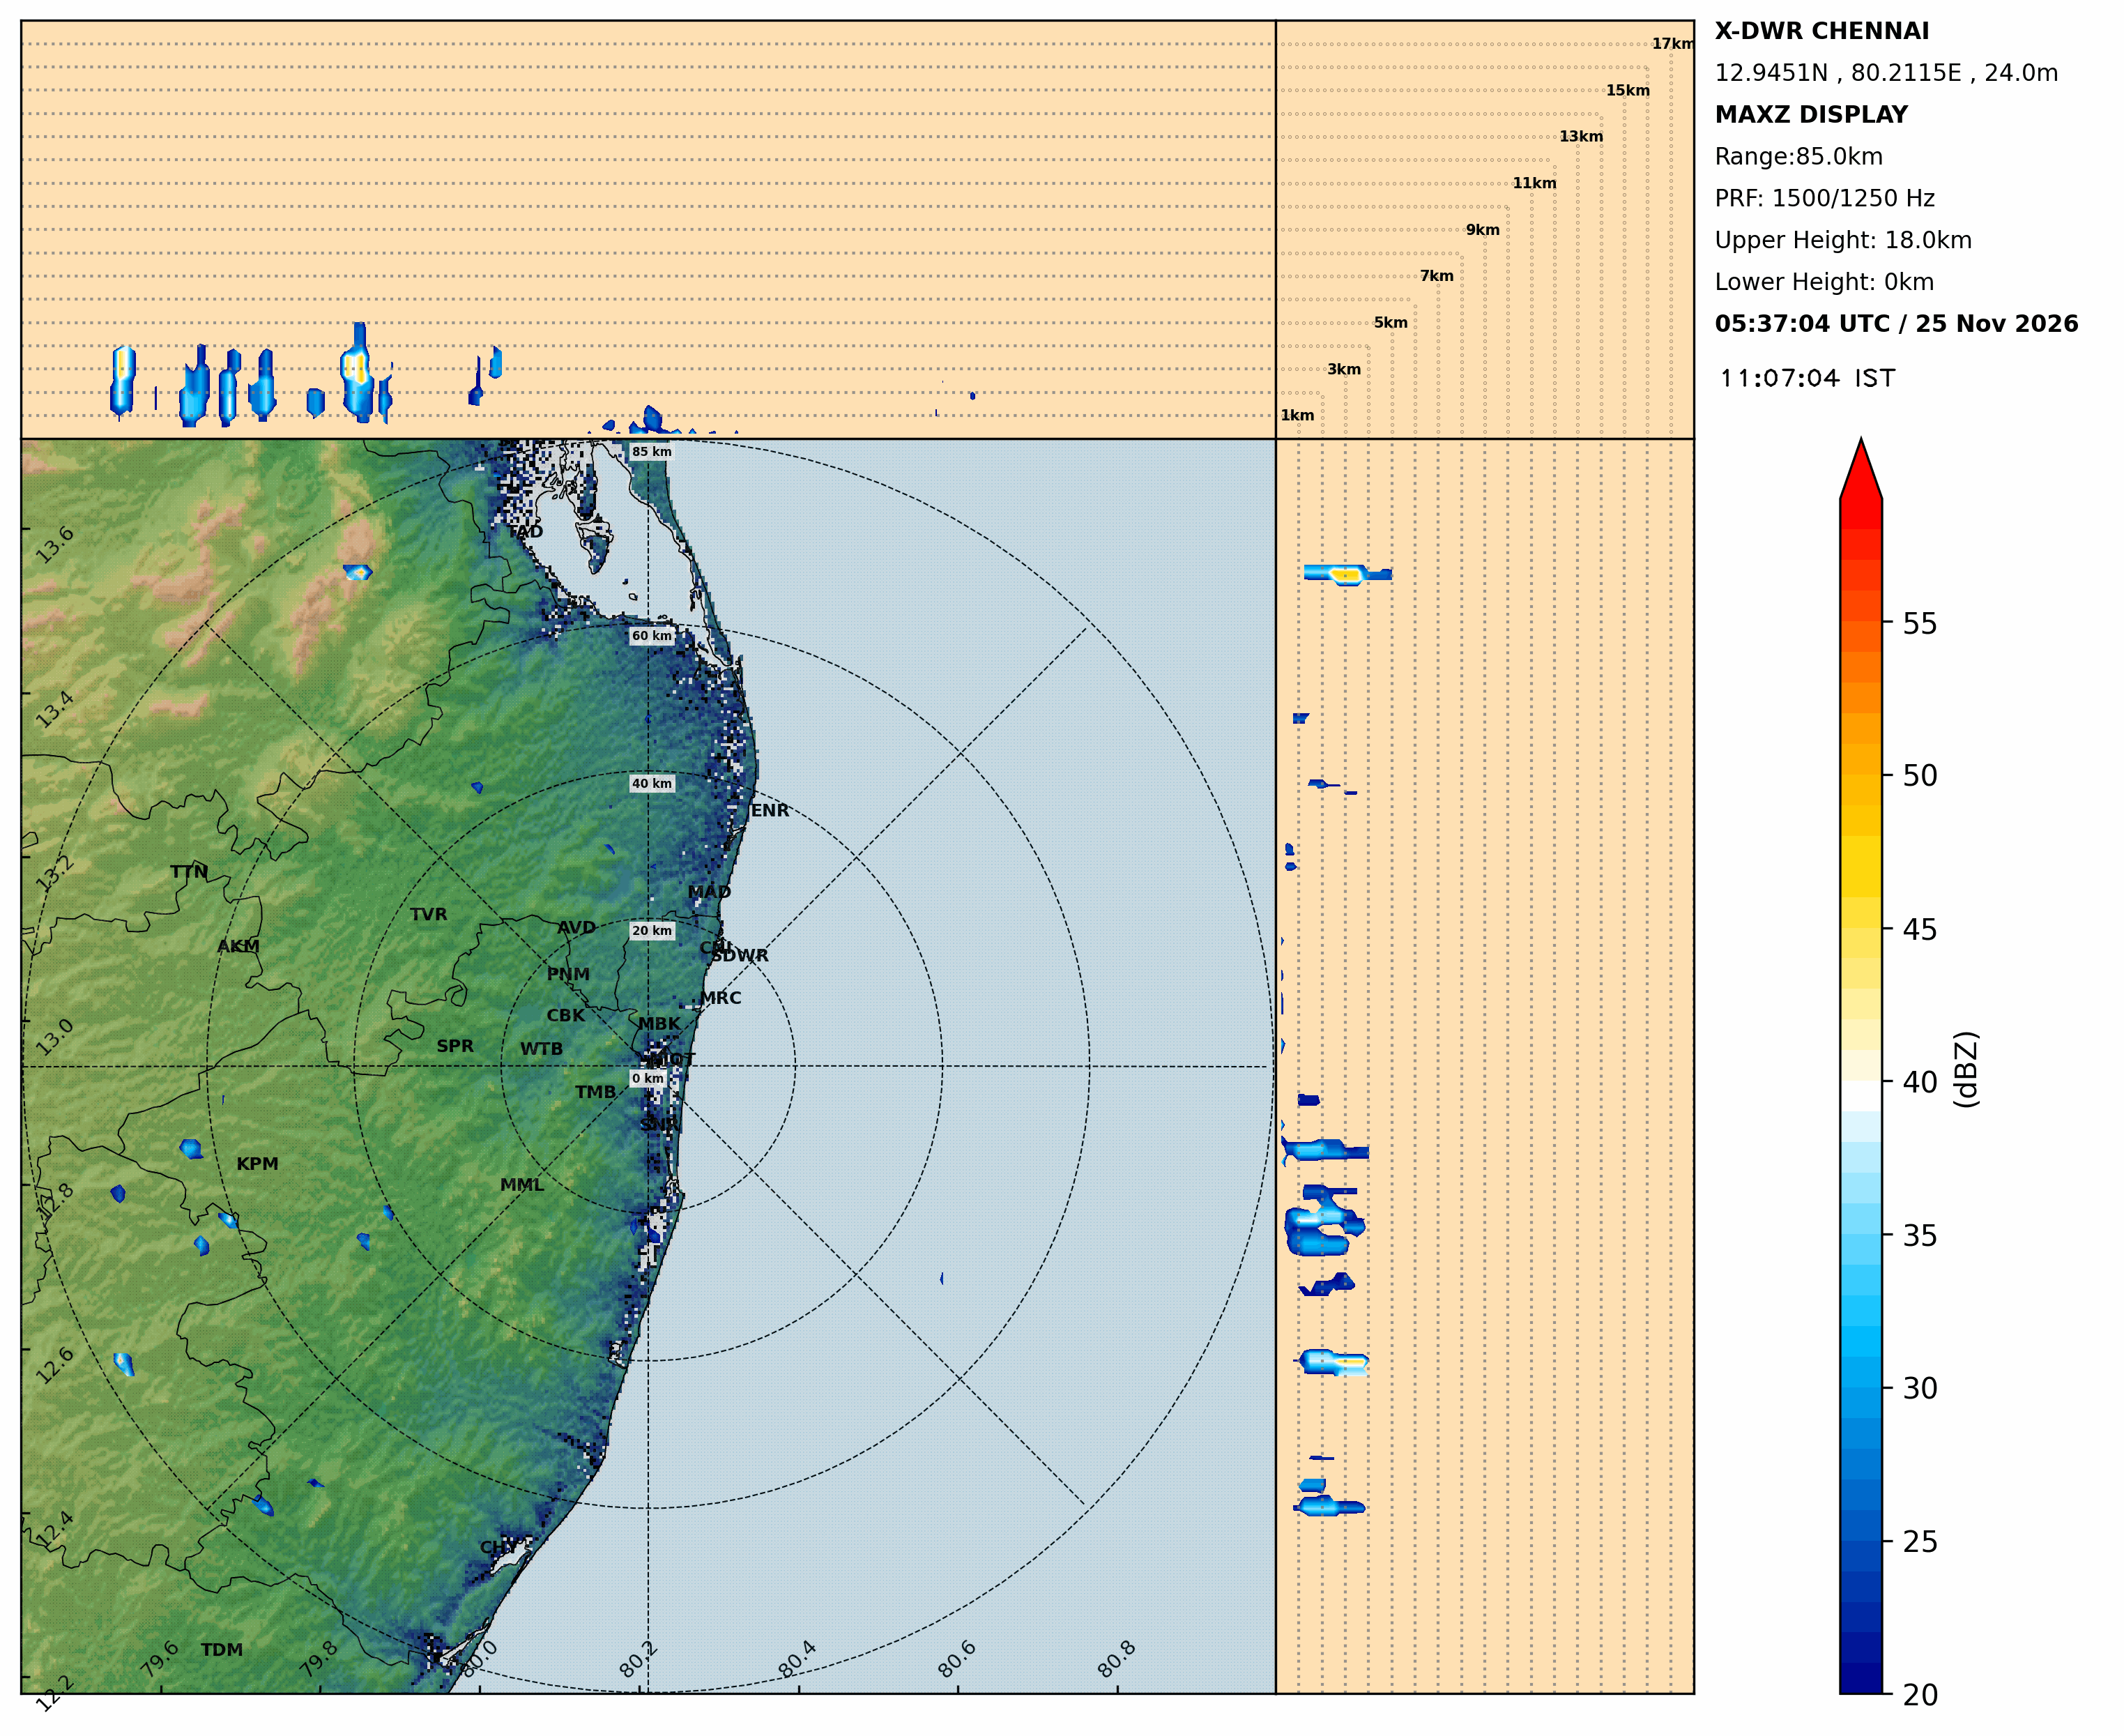 X-DWR CHENNAI
12.9451N , 80.2115E , 24.0m
MAXZ DISPLAY
Range:85.0km
PRF: 1500/1250 Hz
Upper Height: 18.0km
Lower Height: 0km
05:37:04 UTC / 25 Nov 2026
11:07:04 IST
17km
15km
13km
11km
9km
7km
5km
3km
1km
85 km
60 km
40 km
20 km
0 km
TAD
ENR
TTN
MAD
TVR
AVD
AKM
SDWR
PNM
MRC
CBK
MBK
SPR
WTB
TMB
SNR
KPM
MML
CHY
TDM
13.6
13.4
13.2
13.0
12.8
12.6
12.4
12.2
79.6
79.8
80.0
80.2
80.4
80.6
80.8
55
50
45
40
35
30
25
20
(dBZ)